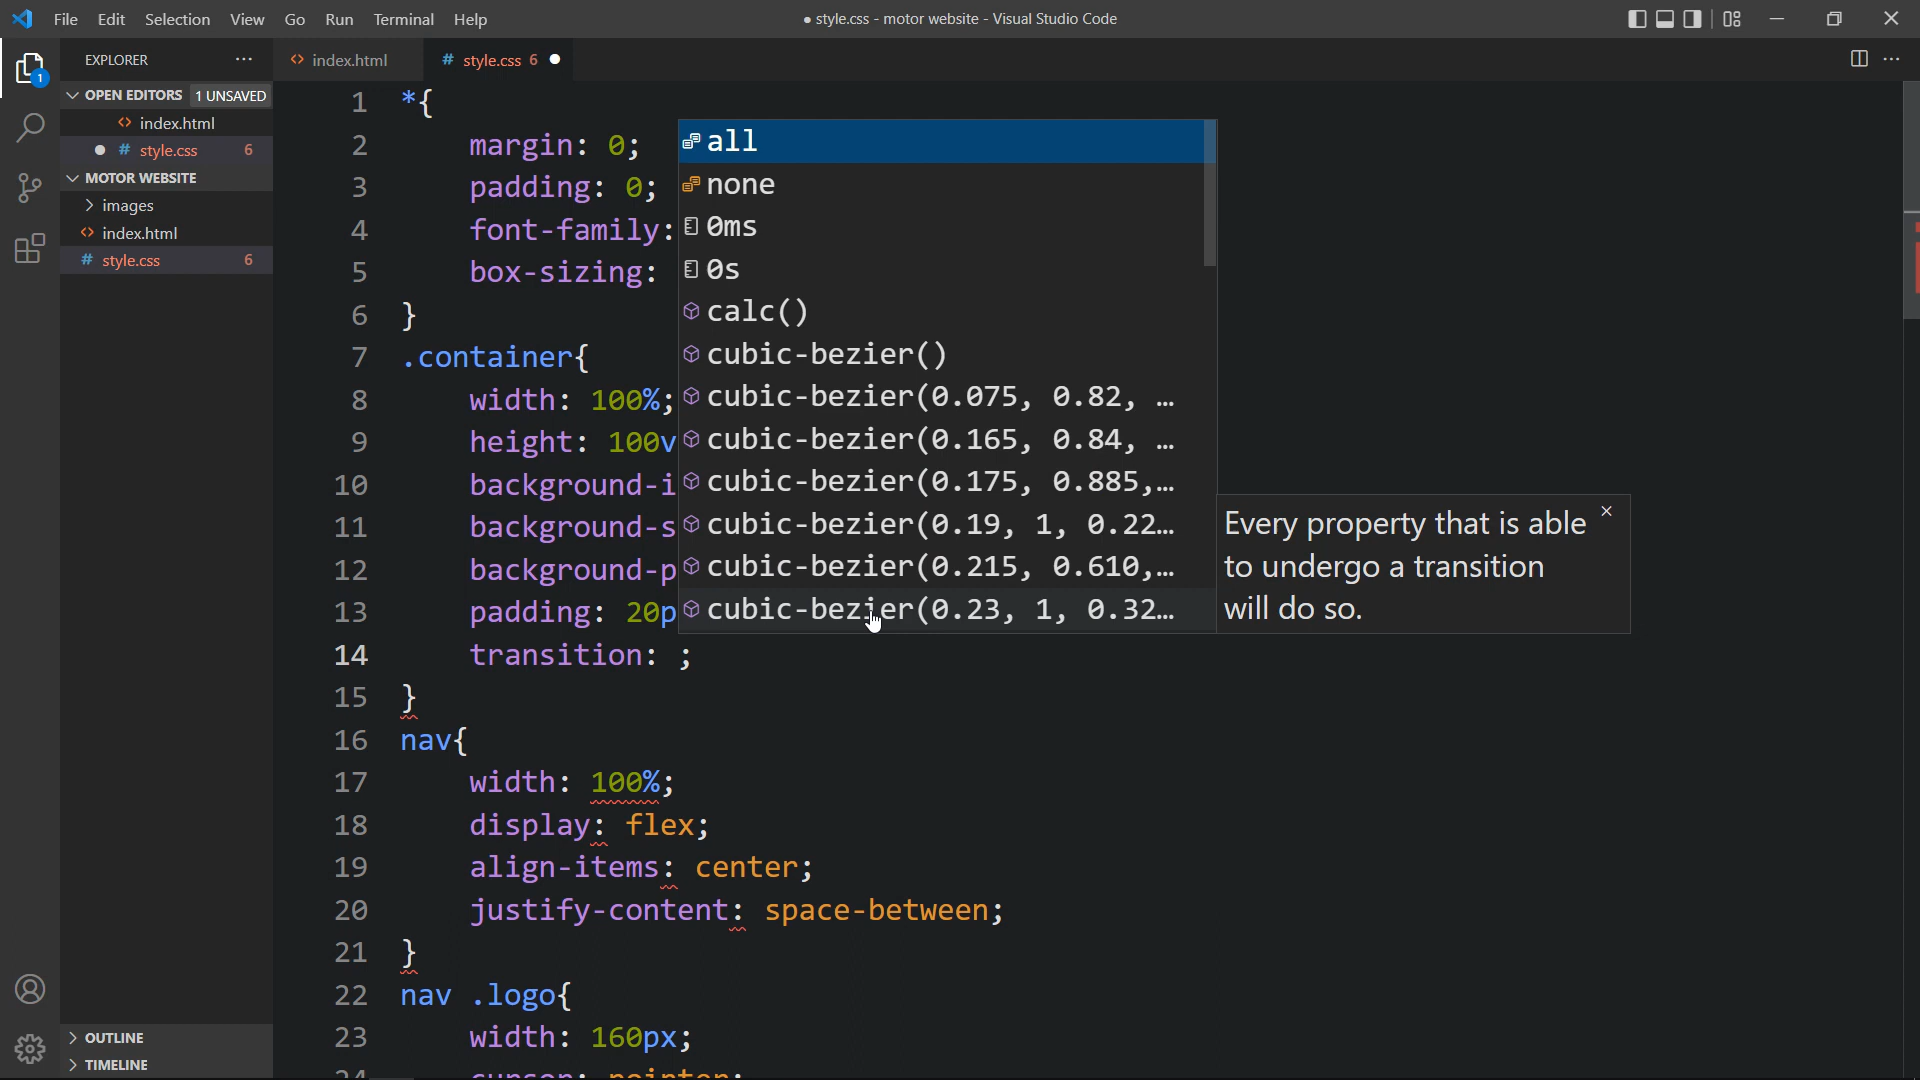 File Edit Selection View Go Run Terminal Help
● style.css - motor website - Visual Studio Code
1
EXPLORER ···
OPEN EDITORS 1 UNSAVED
index.html
● # style.css 6
MOTOR WEBSITE
images
index.html
# style.css 6
OUTLINE
TIMELINE
<> index.html
# style.css 6 ●
1 *{
2 margin: 0;
3 padding: 0;
4 font-family:
5 box-sizing:
6 }
7 .container{
8 width: 100%;
9 height: 100v
10 background-i
11 background-s
12 background-p
13 padding: 20p
14 transition: ;
15 }
16 nav{
17 width: 100%;
18 display: flex;
19 align-items: center;
20 justify-content: space-between;
21 }
22 nav .logo{
23 width: 160px;
24 cursor: pointer;
all
none
0ms
0s
calc()
cubic-bezier()
cubic-bezier(0.075, 0.82, …
cubic-bezier(0.165, 0.84, …
cubic-bezier(0.175, 0.885,…
cubic-bezier(0.19, 1, 0.22…
cubic-bezier(0.215, 0.610,…
cubic-bezier(0.23, 1, 0.32…
Every property that is able
to undergo a transition
will do so.